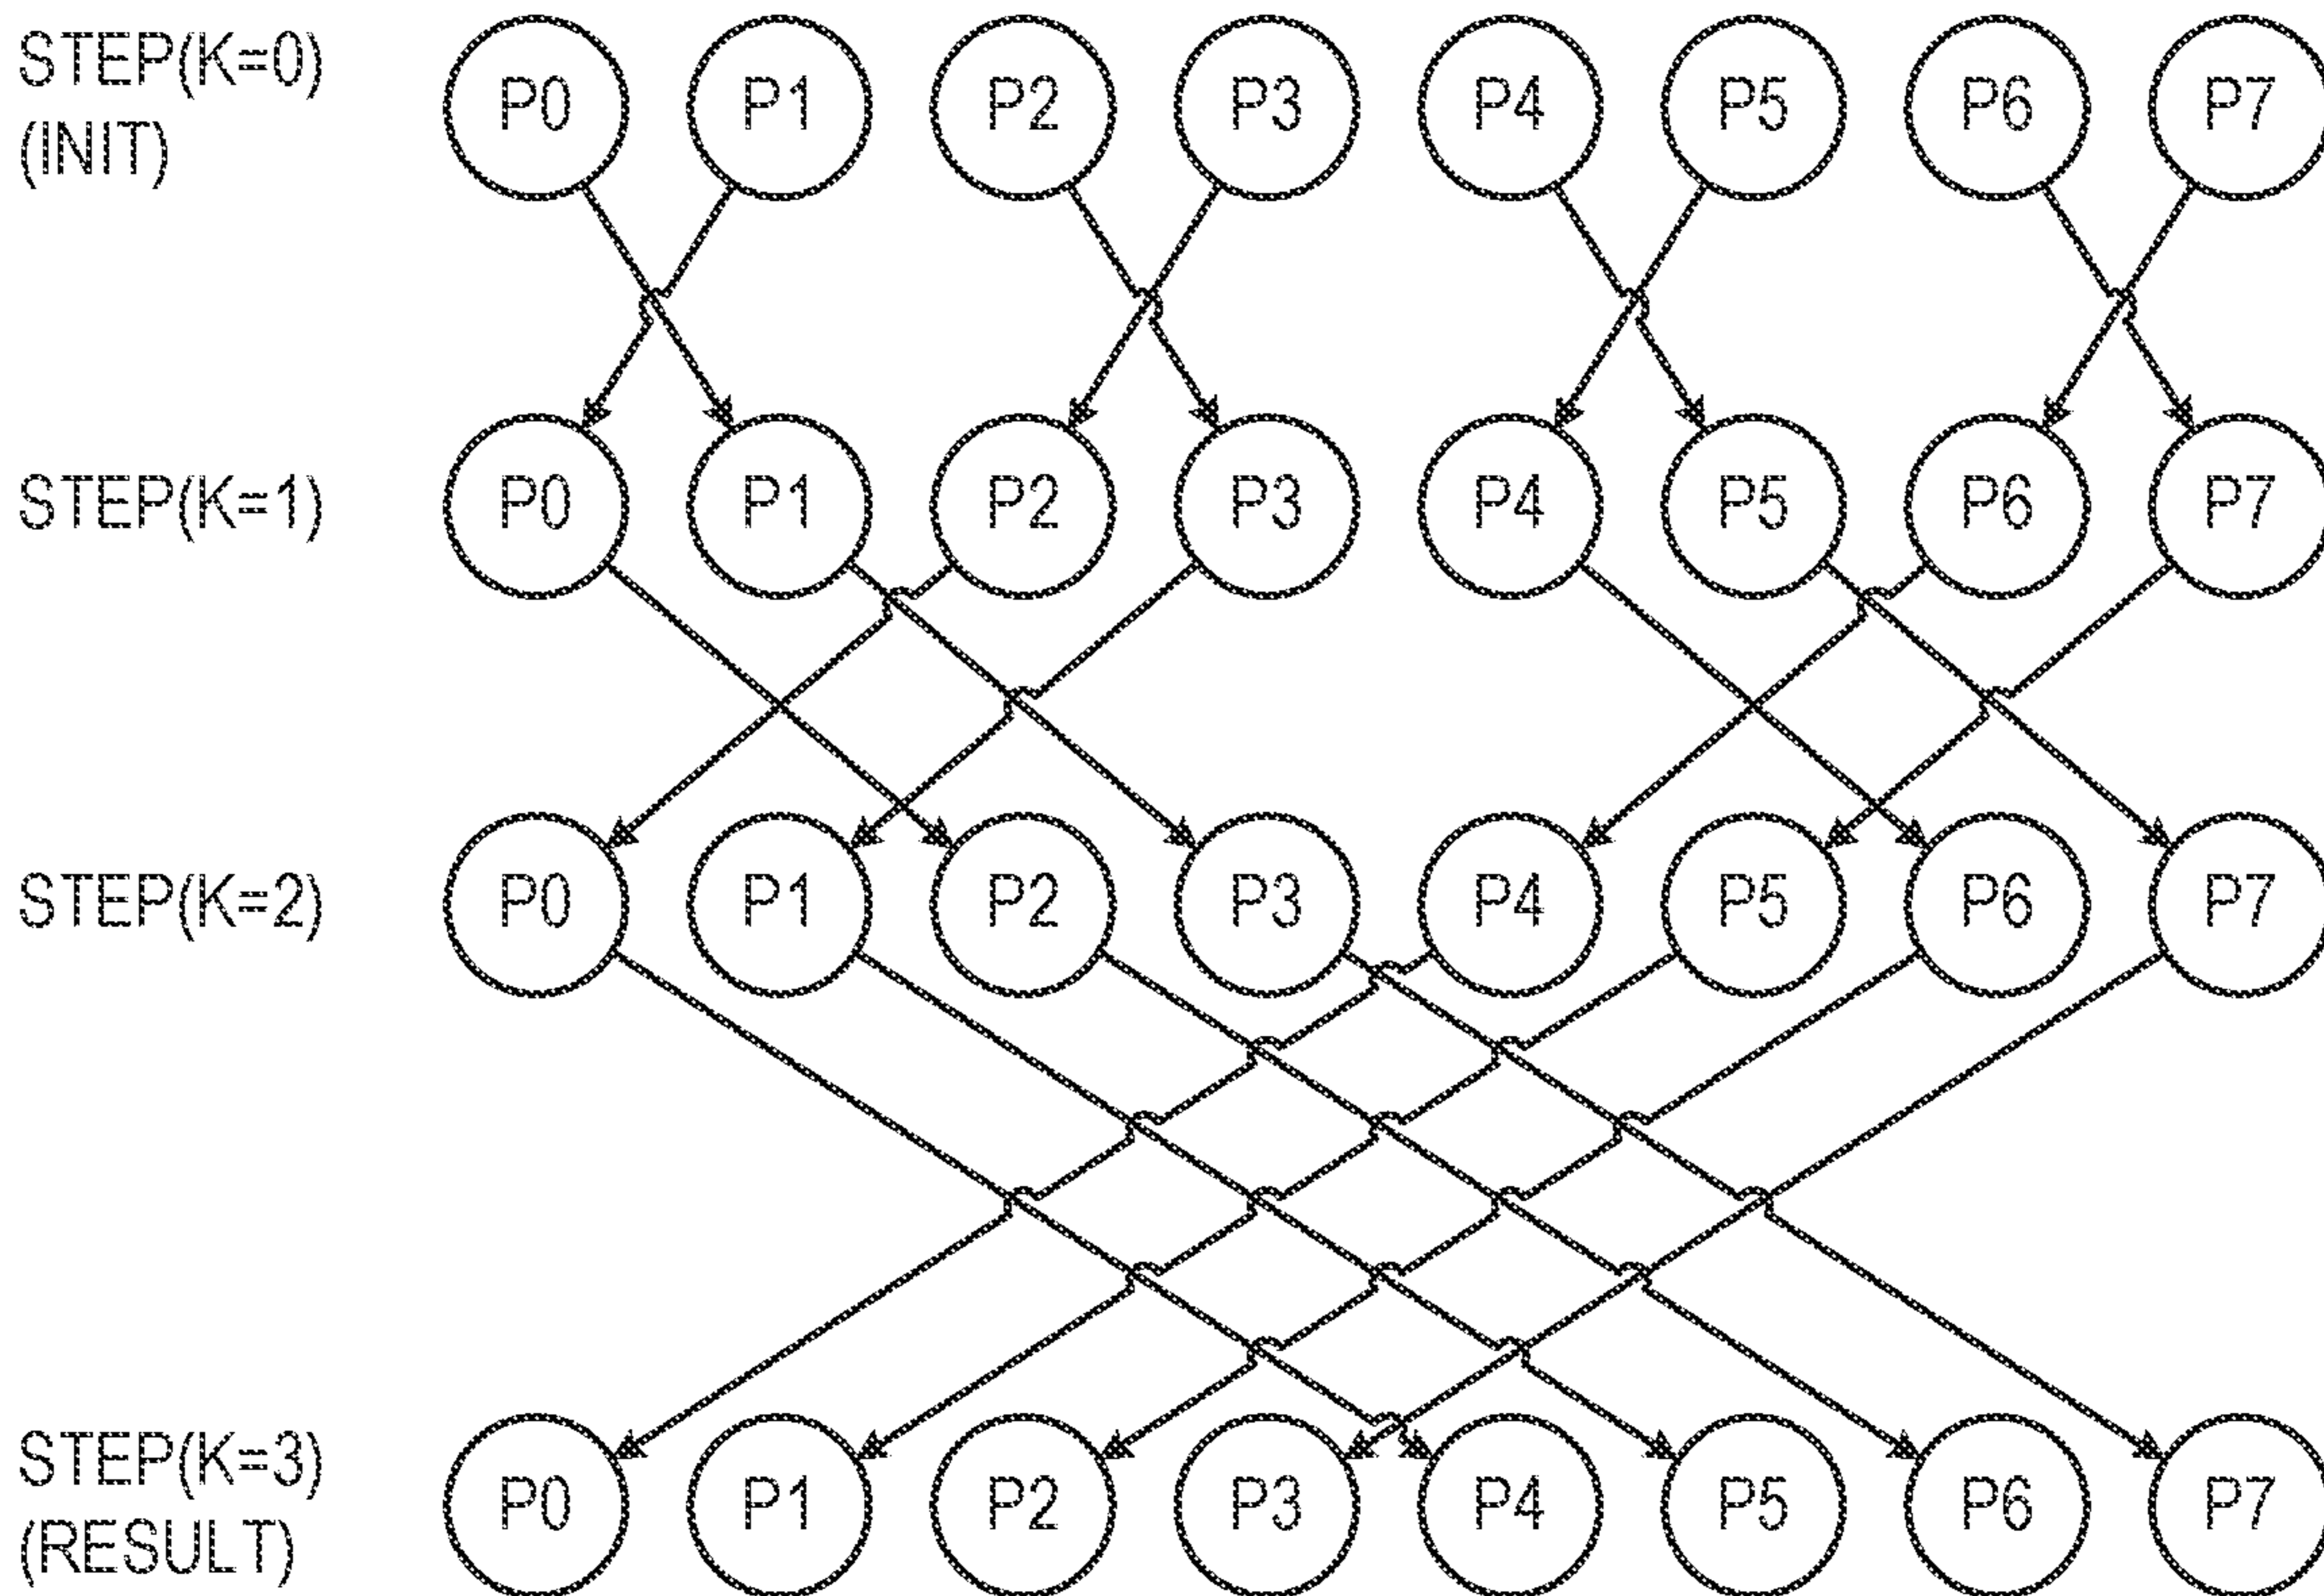 STEP(K=0)
(INIT)
P0 P1 P2 P3 P4 P5 P6 P7
STEP(K=1)
P0 P1 P2 P3 P4 P5 P6 P7
STEP(K=2)
P0 P1 P2 P3 P4 P5 P6 P7
STEP(K=3)
(RESULT)
P0 P1 P2 P3 P4 P5 P6 P7